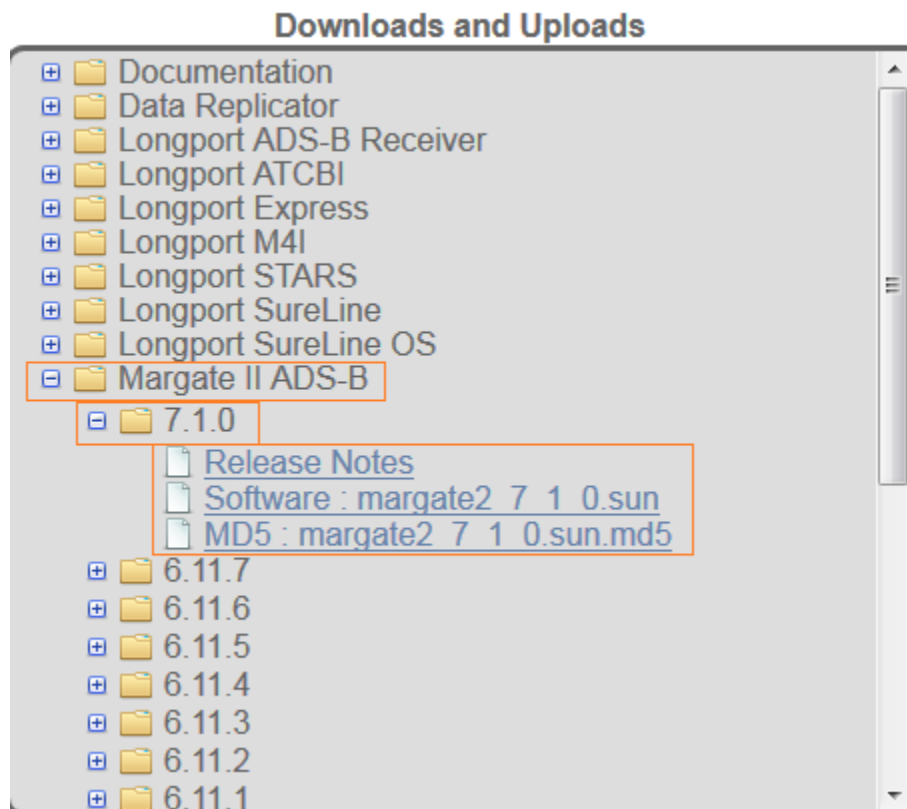 Downloads and Uploads
Documentation
Data Replicator
Longport ADS-B Receiver
Longport ATCBI
Longport Express
Longport M4I
Longport STARS
Longport SureLine
Longport SureLine OS
Margate II ADS-B
7.1.0
Release Notes
Software : margate2_7_1_0.sun
MD5 : margate2_7_1_0.sun.md5
6.11.7
6.11.6
6.11.5
6.11.4
6.11.3
6.11.2
6.11.1